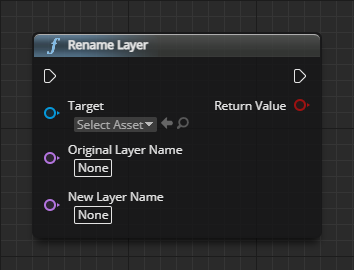 f Rename Layer
Target
Return Value
Select Asset
Original Layer Name
None
New Layer Name
None